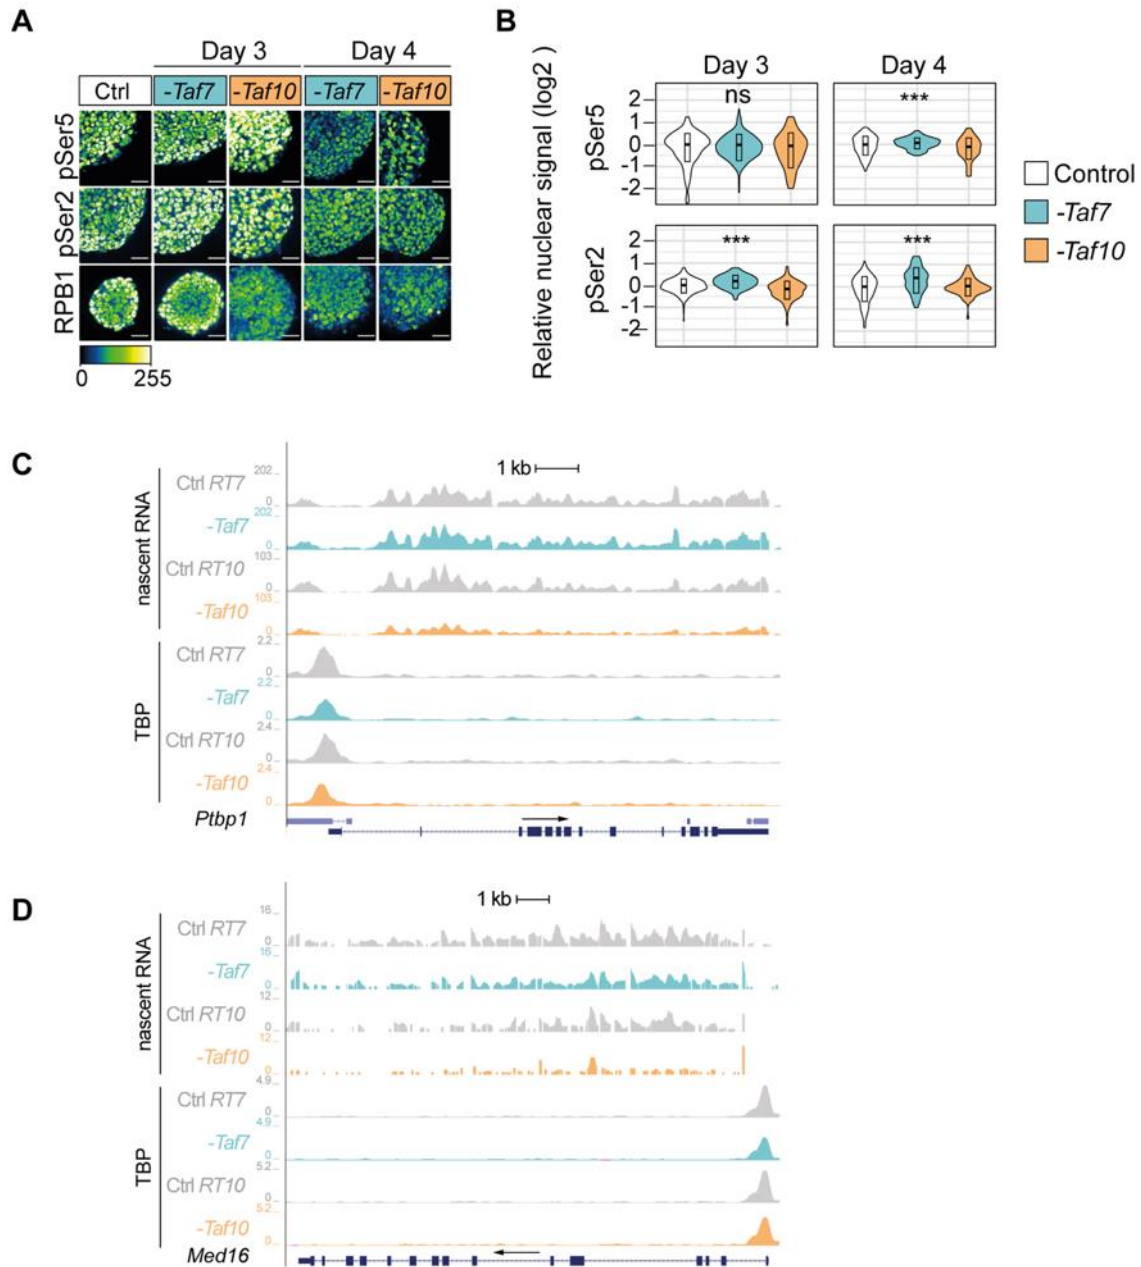 A
B
Day 3
Day 4
Ctrl
-Taf7
-Taf10
-Taf7
-Taf10
pSer5
pSer2
RPB1
0
255
Relative nuclear signal (log2 )
Day 3
Day 4
pSer5
2
1
0
-1
-2
ns
***
pSer2
2
1
0
-1
-2
***
***
Control
-Taf7
-Taf10
C
1 kb
nascent RNA
Ctrl RT7
202
0
-Taf7
202
0
Ctrl RT10
103
0
-Taf10
103
0
TBP
Ctrl RT7
2.2
0
-Taf7
2.2
0
Ctrl RT10
2.4
0
-Taf10
2.4
0
Ptbp1
D
1 kb
nascent RNA
Ctrl RT7
16
0
-Taf7
16
0
Ctrl RT10
12
0
-Taf10
12
0
TBP
Ctrl RT7
4.9
0
-Taf7
4.9
0
Ctrl RT10
5.2
0
-Taf10
5.2
0
Med16